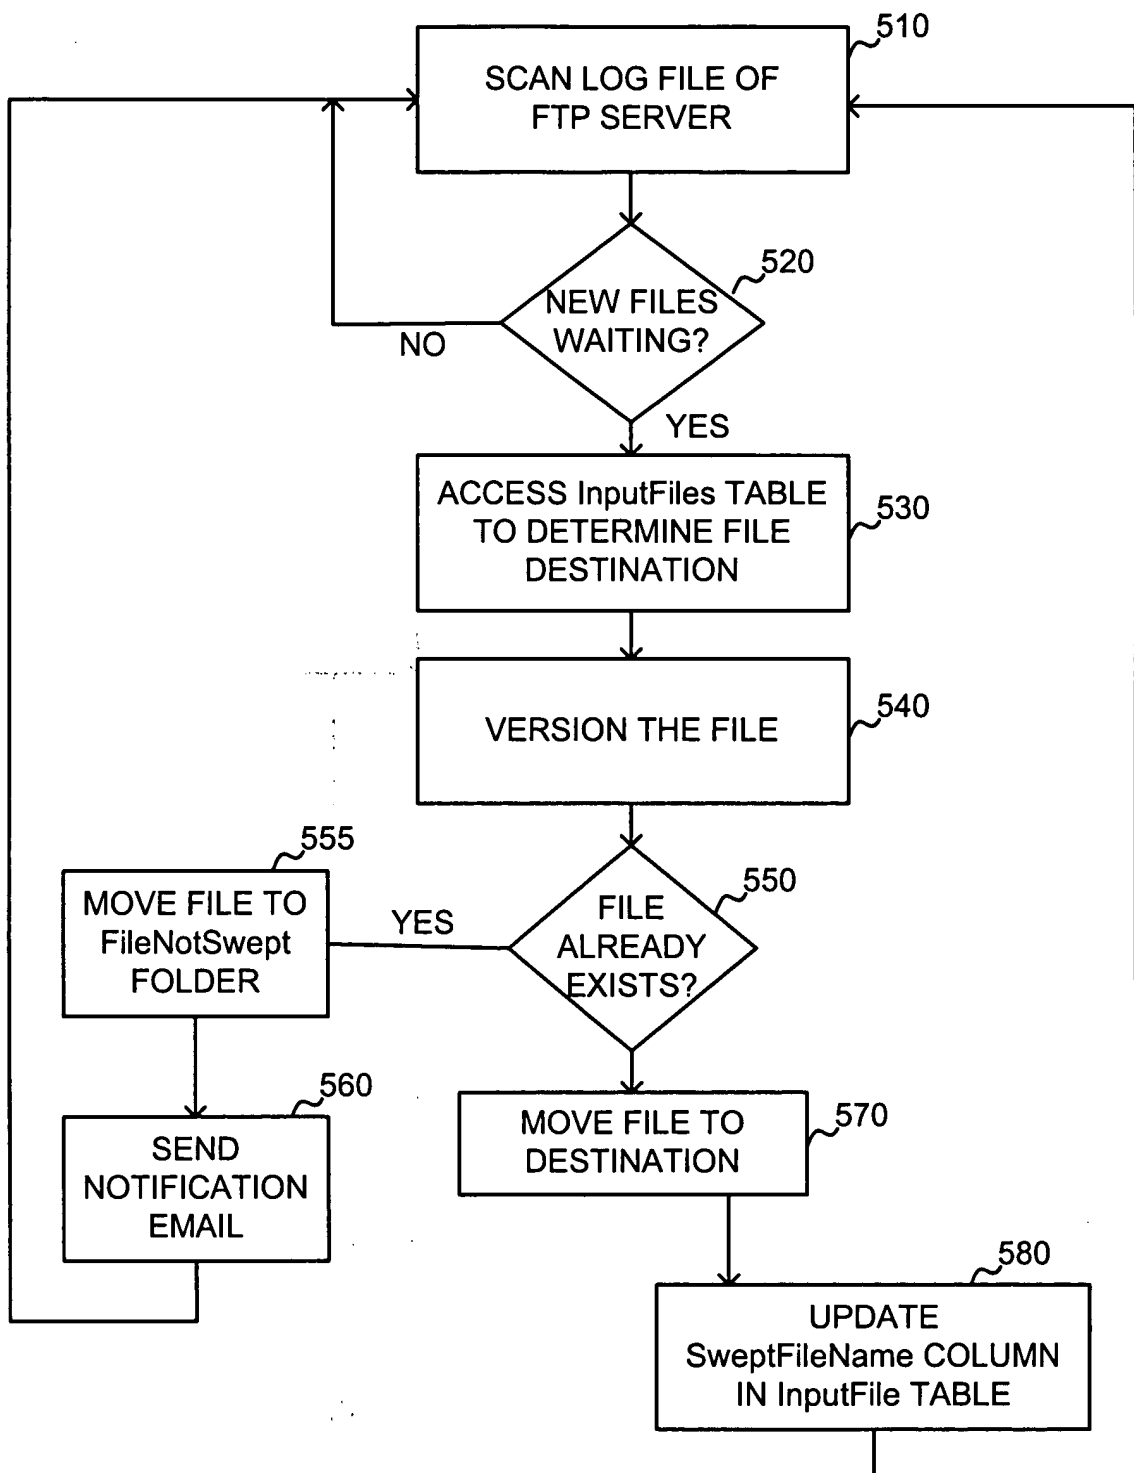 510
SCAN LOG FILE OF
FTP SERVER
520
NEW FILES
WAITING?
NO
YES
ACCESS InputFiles TABLE
TO DETERMINE FILE
DESTINATION
530
VERSION THE FILE
540
555
MOVE FILE TO
FileNotSwept
FOLDER
YES
550
FILE
ALREADY
EXISTS?
560
SEND
NOTIFICATION
EMAIL
MOVE FILE TO
DESTINATION
570
580
UPDATE
SweptFileName COLUMN
IN InputFile TABLE